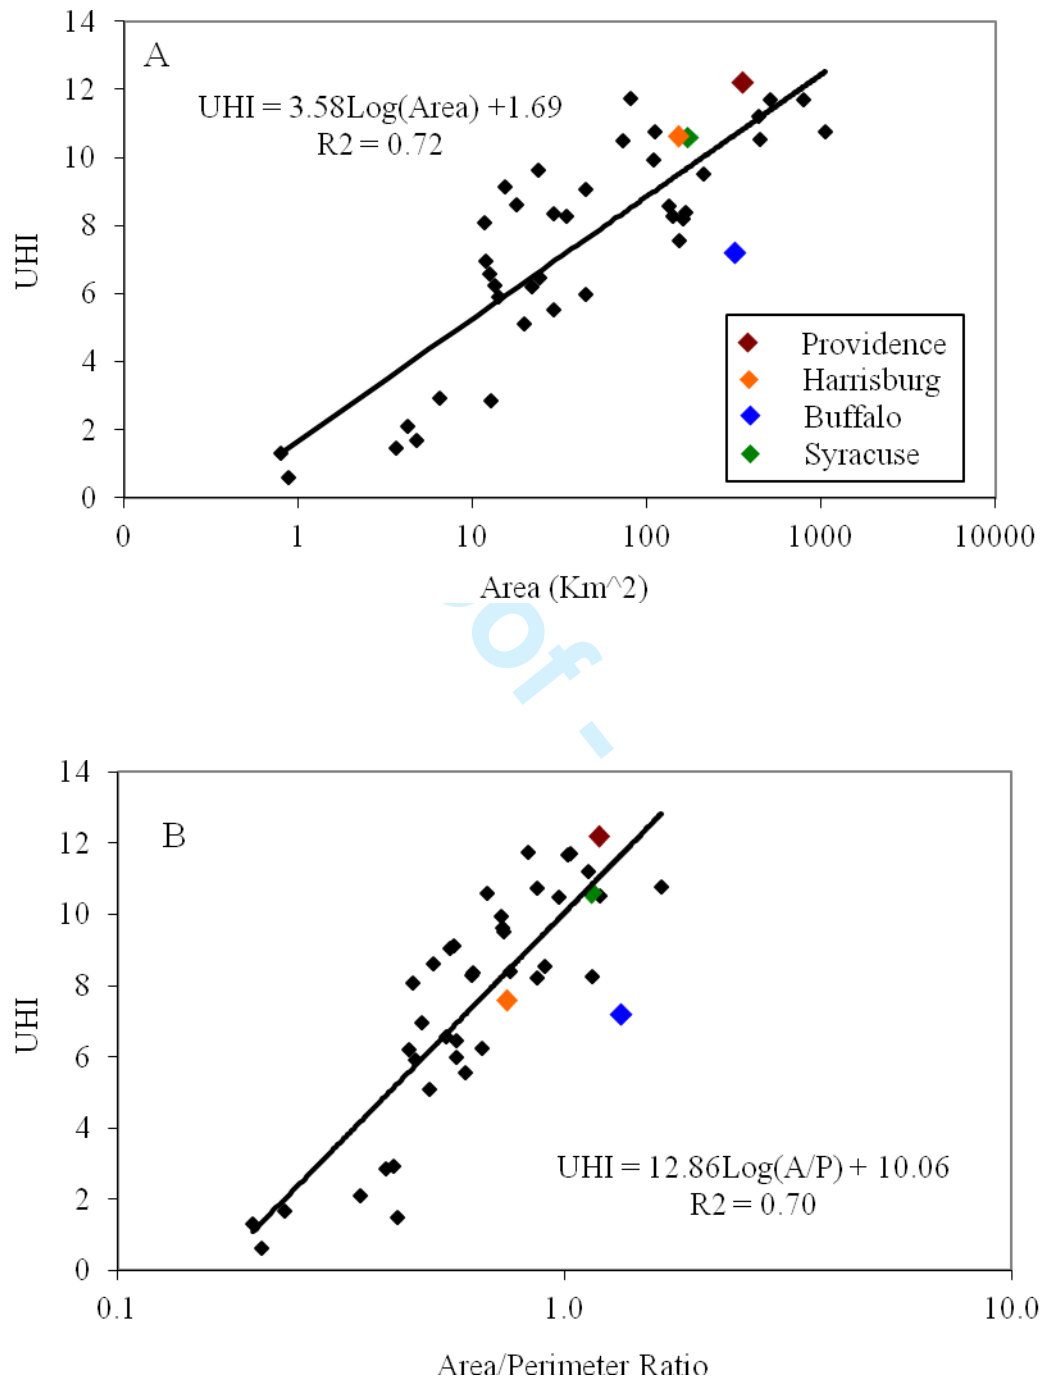 14
A
12
UHI = 3.58Log(Area) +1.69
R2 = 0.72
10
8
UHI
6
4
2
0
Providence
Harrisburg
Buffalo
Syracuse
0 1 10 100 1000 10000
Area (Km^2)
of -
14
B
12
10
8
UHI
6
4
UHI = 12.86Log(A/P) + 10.06
R2 = 0.70
2
0
0.1 1.0 10.0
Area/Perimeter Ratio